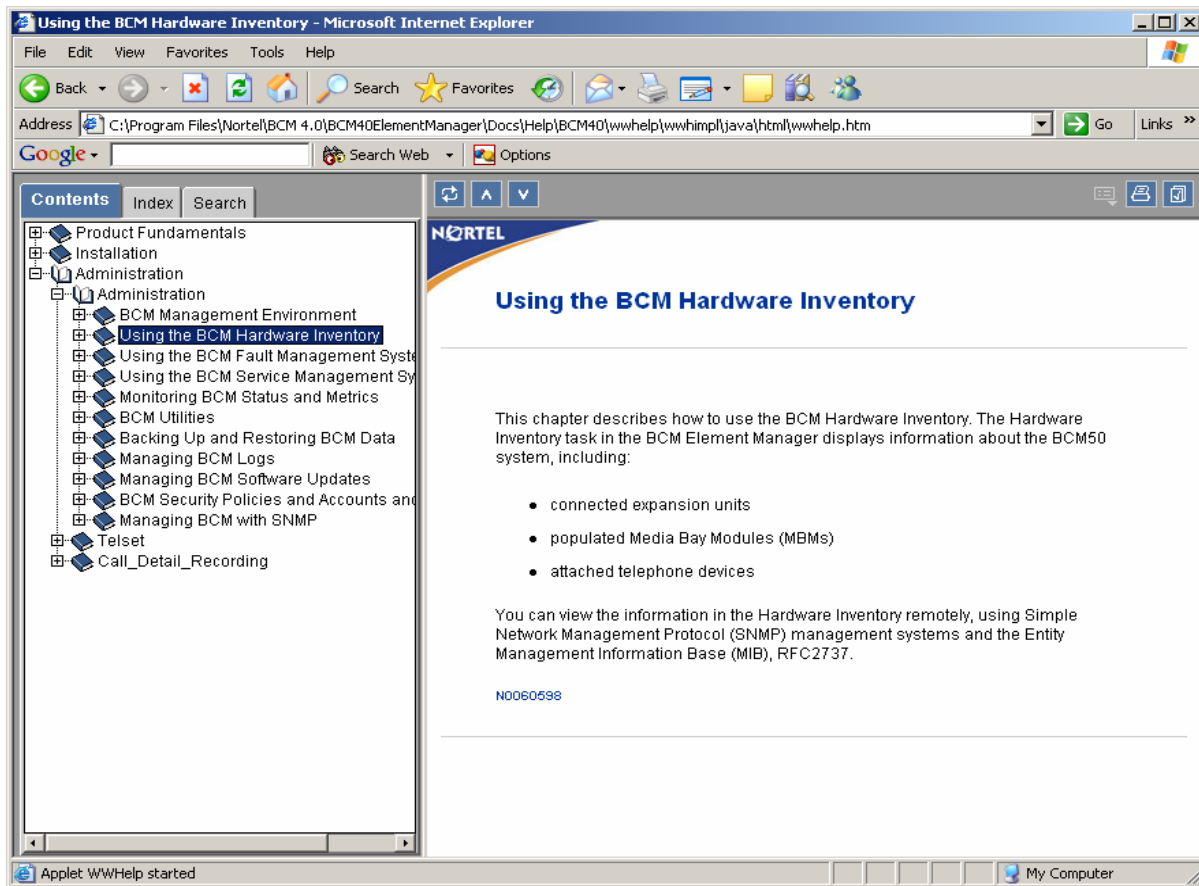 Using the BCM Hardware Inventory - Microsoft Internet Explorer
File Edit View Favorites Tools Help
Back Search Favorites
Address C:\Program Files\Nortel\BCM 4.0\BCM40ElementManager\Docs\Help\BCM40\wwhelp\wwhimpl\java\html\wwhelp.htm Go Links »
Google Search Web Options
Contents Index Search
Product Fundamentals
Installation
Administration
Administration
BCM Management Environment
Using the BCM Hardware Inventory
Using the BCM Fault Management Syste
Using the BCM Service Management Sy
Monitoring BCM Status and Metrics
BCM Utilities
Backing Up and Restoring BCM Data
Managing BCM Logs
Managing BCM Software Updates
BCM Security Policies and Accounts and
Managing BCM with SNMP
Telset
Call_Detail_Recording
NORTEL
Using the BCM Hardware Inventory
This chapter describes how to use the BCM Hardware Inventory. The Hardware
Inventory task in the BCM Element Manager displays information about the BCM50
system, including:
• connected expansion units
• populated Media Bay Modules (MBMs)
• attached telephone devices
You can view the information in the Hardware Inventory remotely, using Simple
Network Management Protocol (SNMP) management systems and the Entity
Management Information Base (MIB), RFC2737.
N0060598
Applet WWHelp started My Computer